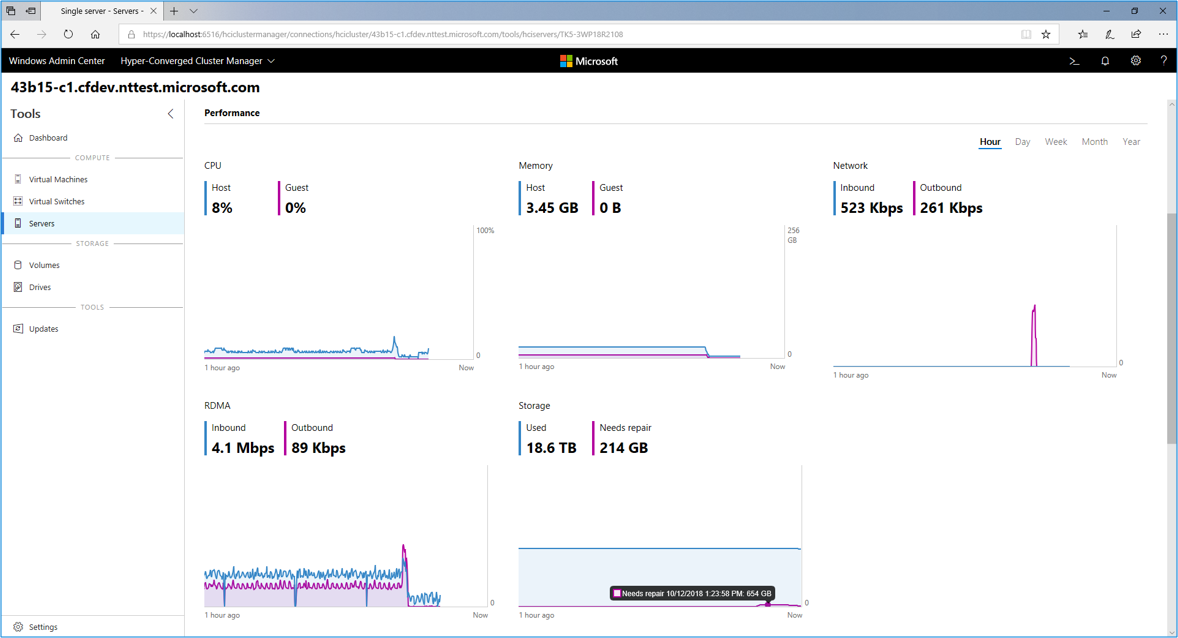 Single server - Servers -
https://localhost:6516/hciclustermanager/connections/hcicluster/43b15-c1.cfdev.nttest.microsoft.com/tools/hciservers/TK5-3WP18R2108
Windows Admin Center Hyper-Converged Cluster Manager Microsoft
43b15-c1.cfdev.nttest.microsoft.com
Tools
Dashboard
COMPUTE
Virtual Machines
Virtual Switches
Servers
STORAGE
Volumes
Drives
TOOLS
Updates
Settings
Performance
Hour Day Week Month Year
CPU
Host Guest
8% 0%
100%
0
1 hour ago Now
Memory
Host Guest
3.45 GB 0 B
256
GB
0
1 hour ago Now
Network
Inbound Outbound
523 Kbps 261 Kbps
0
1 hour ago Now
RDMA
Inbound Outbound
4.1 Mbps 89 Kbps
0
1 hour ago Now
Storage
Used Needs repair
18.6 TB 214 GB
Needs repair 10/12/2018 1:23:58 PM: 654 GB
0
1 hour ago Now